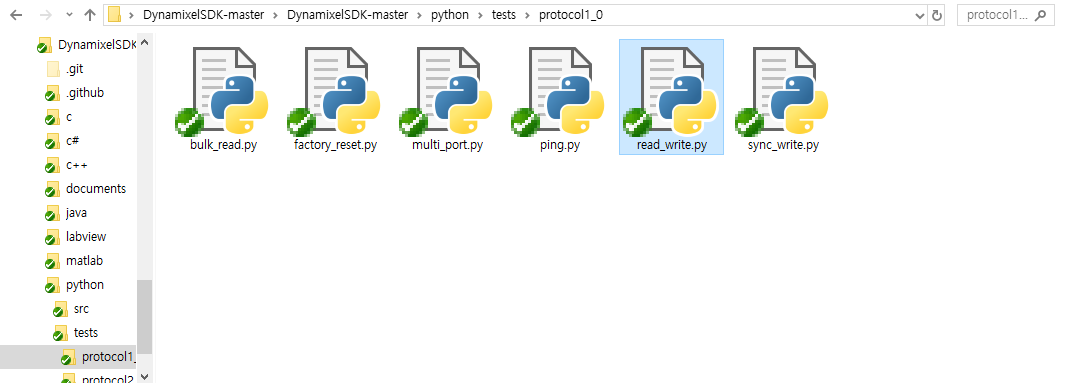 DynamixelSDK-master > DynamixelSDK-master > python > tests > protocol1_0
protocol1...
DynamixelSDK
.git
.github
c
c#
c++
documents
java
labview
matlab
python
src
tests
protocol1_
protocol2
bulk_read.py
factory_reset.py
multi_port.py
ping.py
read_write.py
sync_write.py